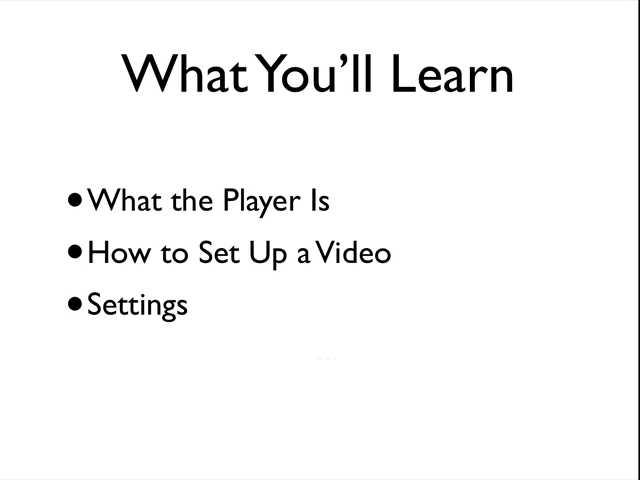 What You’ll Learn
•What the Player Is
•How to Set Up a Video
•Settings